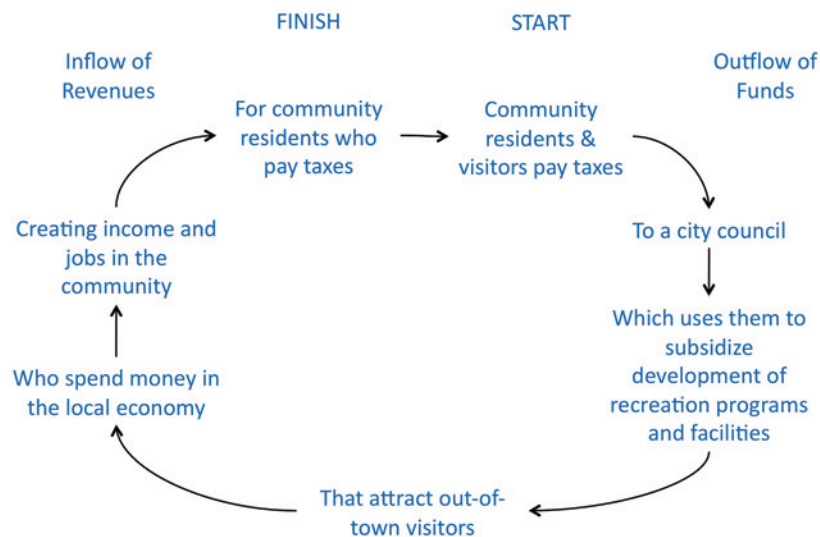 FINISH
START
Inflow of
Revenues
Outflow of
Funds
For community
residents who
pay taxes
Community
residents &
visitors pay taxes
To a city council
Which uses them to
subsidize
development of
recreation programs
and facilities
That attract out-of-
town visitors
Who spend money in
the local economy
Creating income and
jobs in the
community